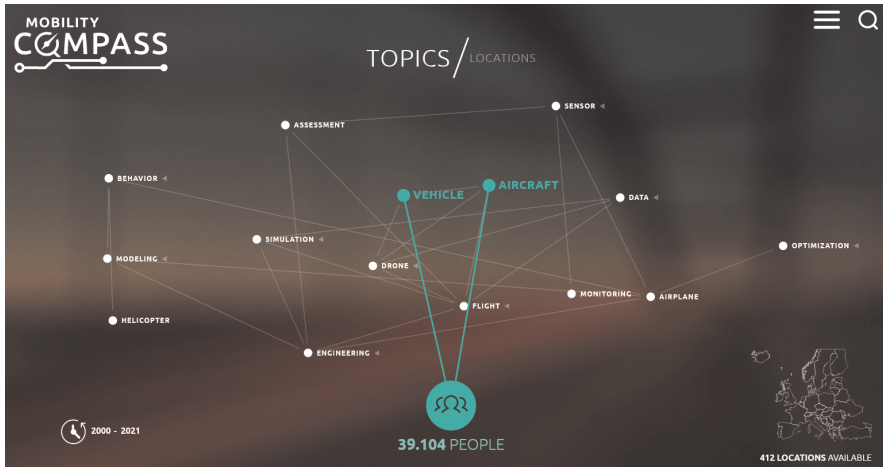 MOBILITY
COMPASS
TOPICS / LOCATIONS
SENSOR
ASSESSMENT
BEHAVIOR
AIRCRAFT
VEHICLE
DATA
SIMULATION
OPTIMIZATION
MODELING
DRONE
MONITORING
AIRPLANE
FLIGHT
HELICOPTER
ENGINEERING
2000 - 2021
39.104 PEOPLE
412 LOCATIONS AVAILABLE